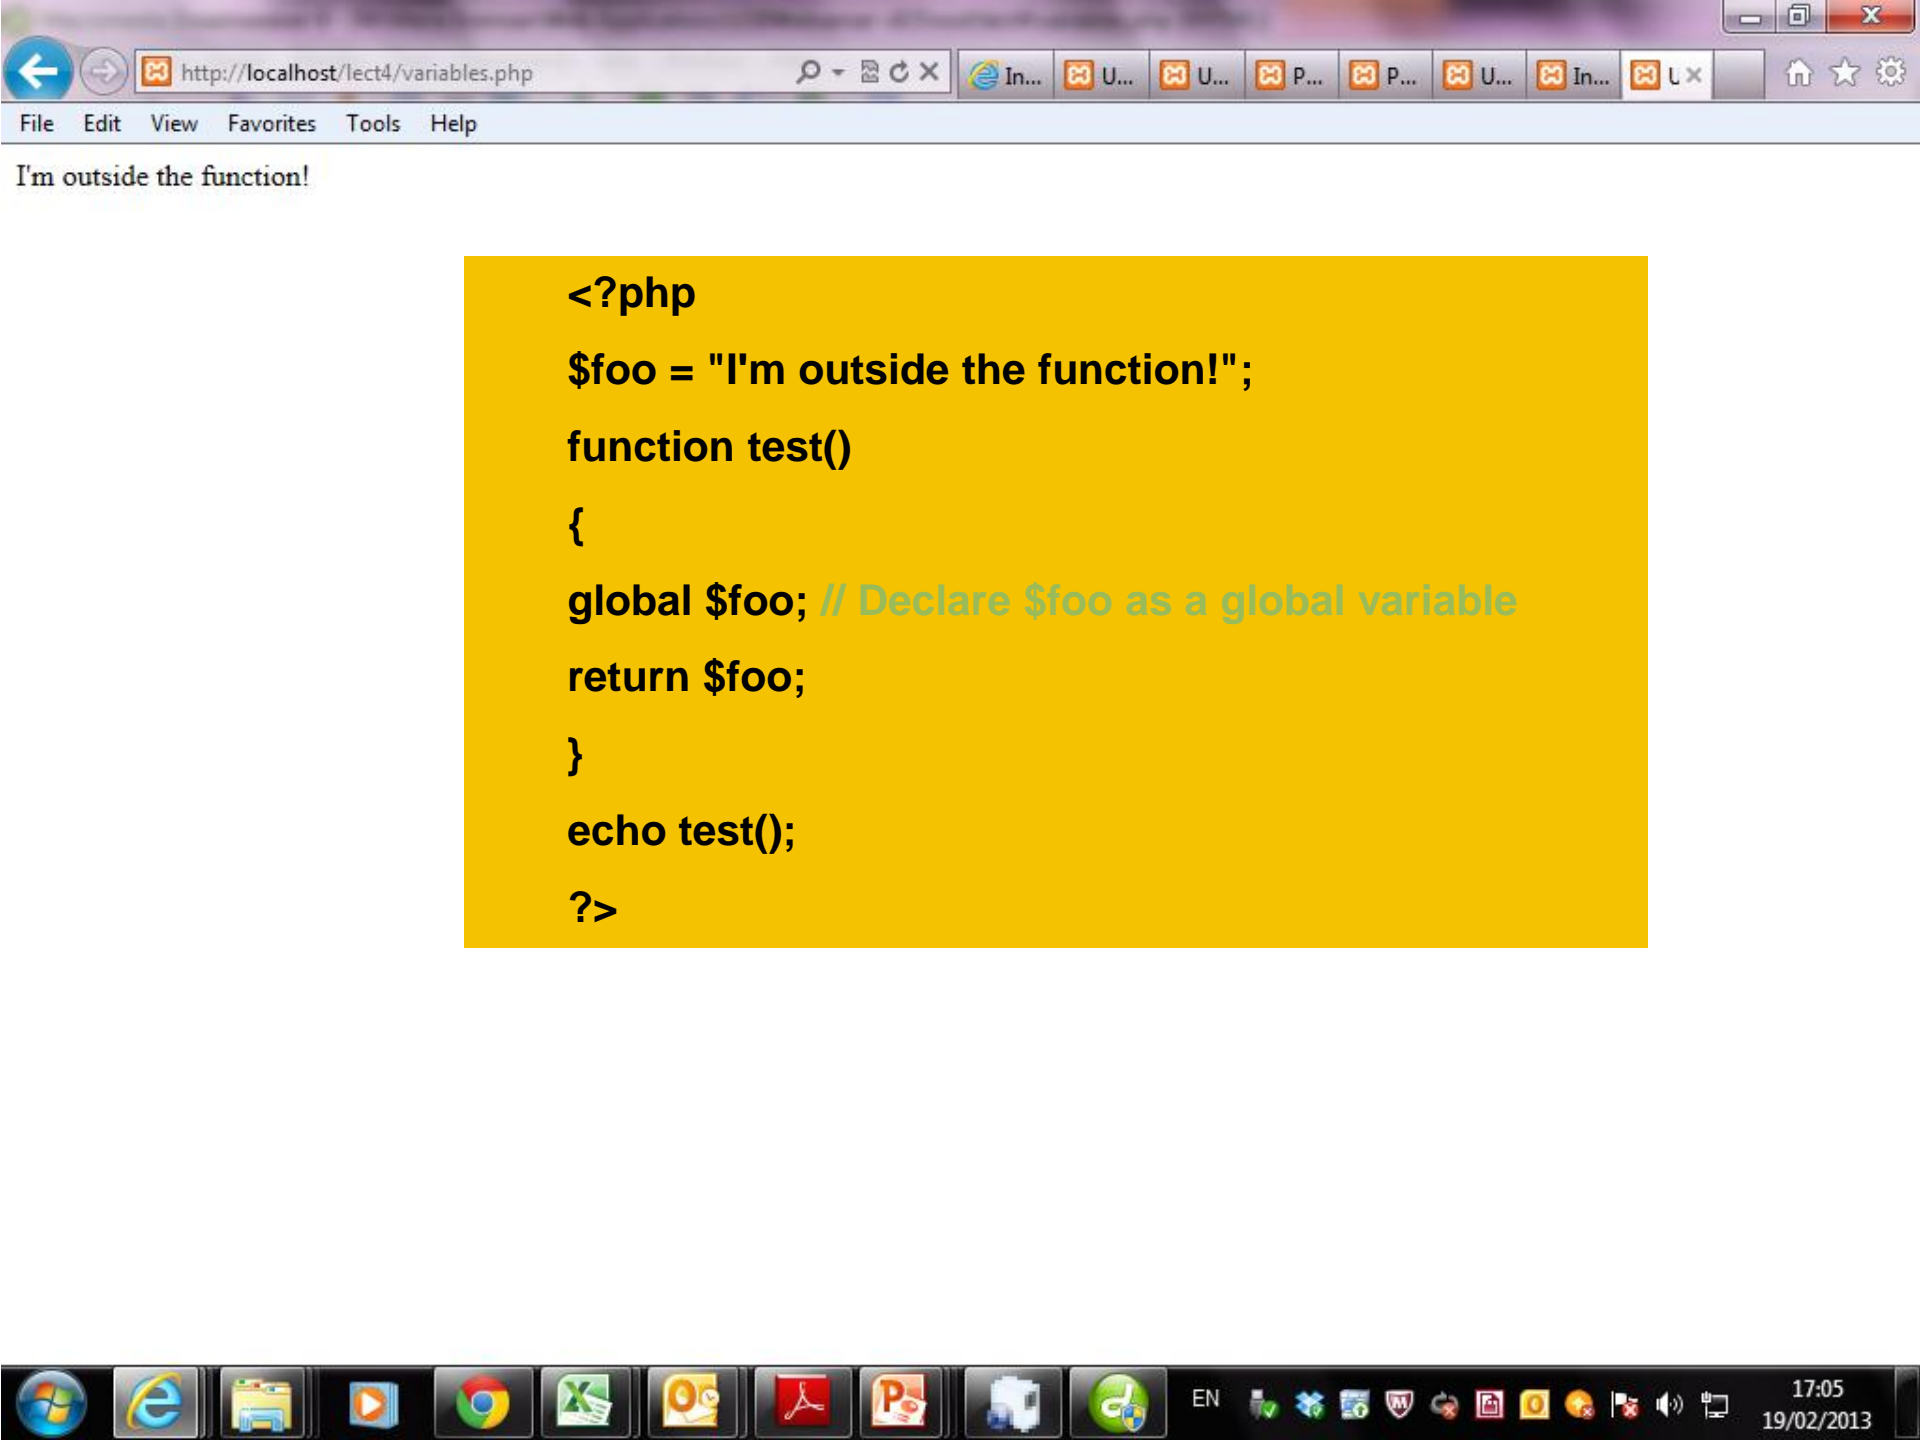 http://localhost/lect4/variables.php
In... U... U... P... P... U... In... U
File Edit View Favorites Tools Help
I'm outside the function!
<?php
$foo = "I'm outside the function!";
function test()
{
global $foo; // Declare $foo as a global variable
return $foo;
}
echo test();
?>
EN
17:05
19/02/2013